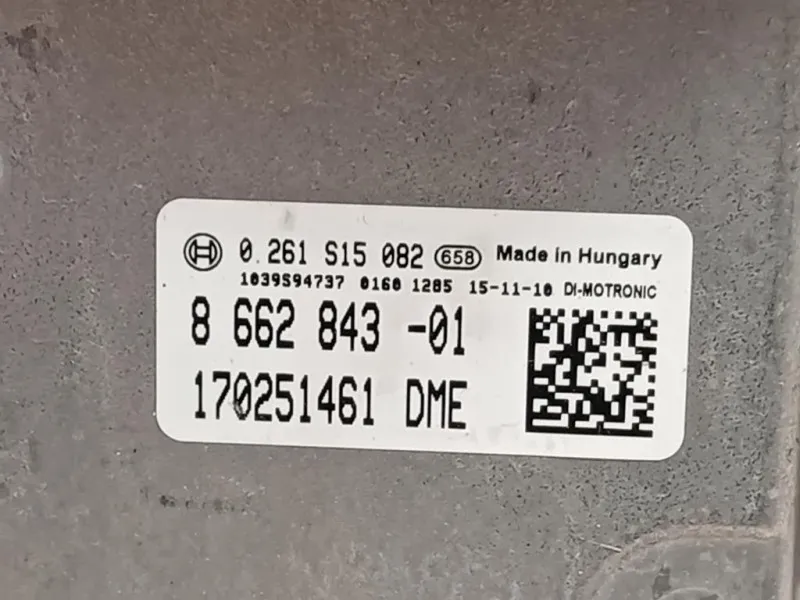 0 261 S15 082 658 Made in Hungary
1039S94737 0160 1285 15-11-10 DI-MOTRONIC
8 662 843 -01
170251461 DME